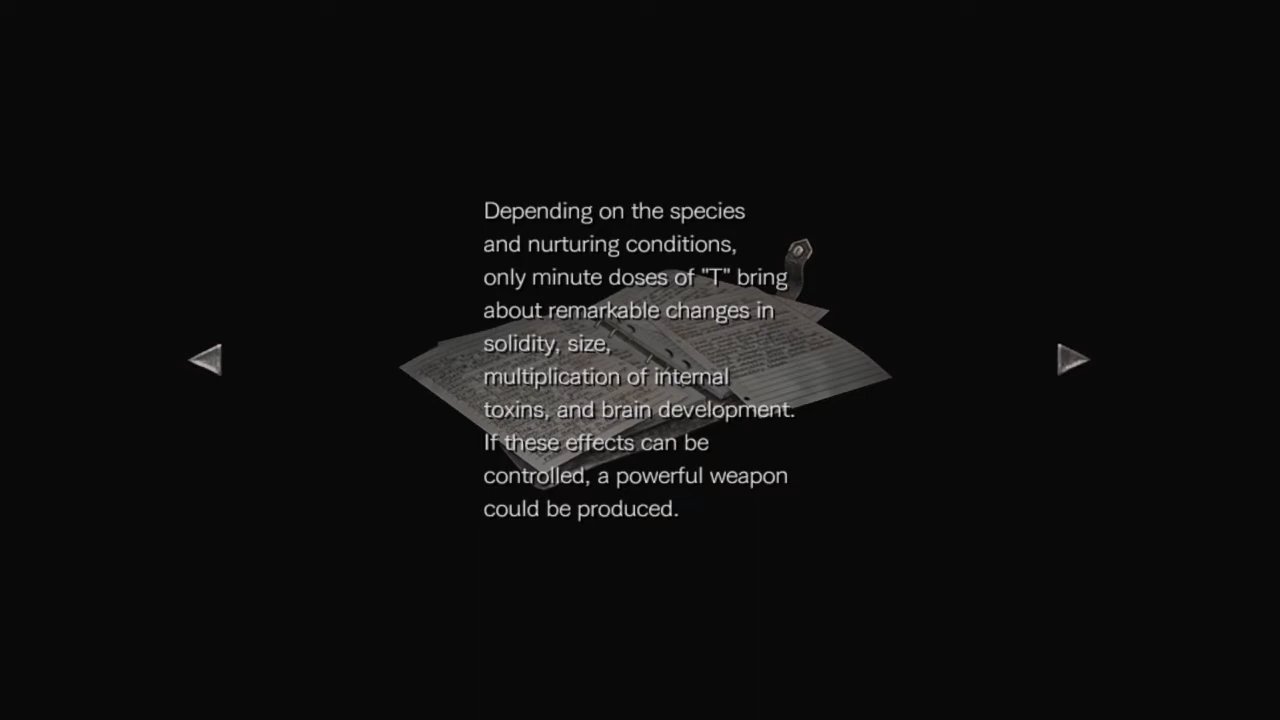 Depending on the species
and nurturing conditions,
only minute doses of "T" bring
about remarkable changes in
solidity, size,
multiplication of internal
toxins, and brain development.
If these effects can be
controlled, a powerful weapon
could be produced.